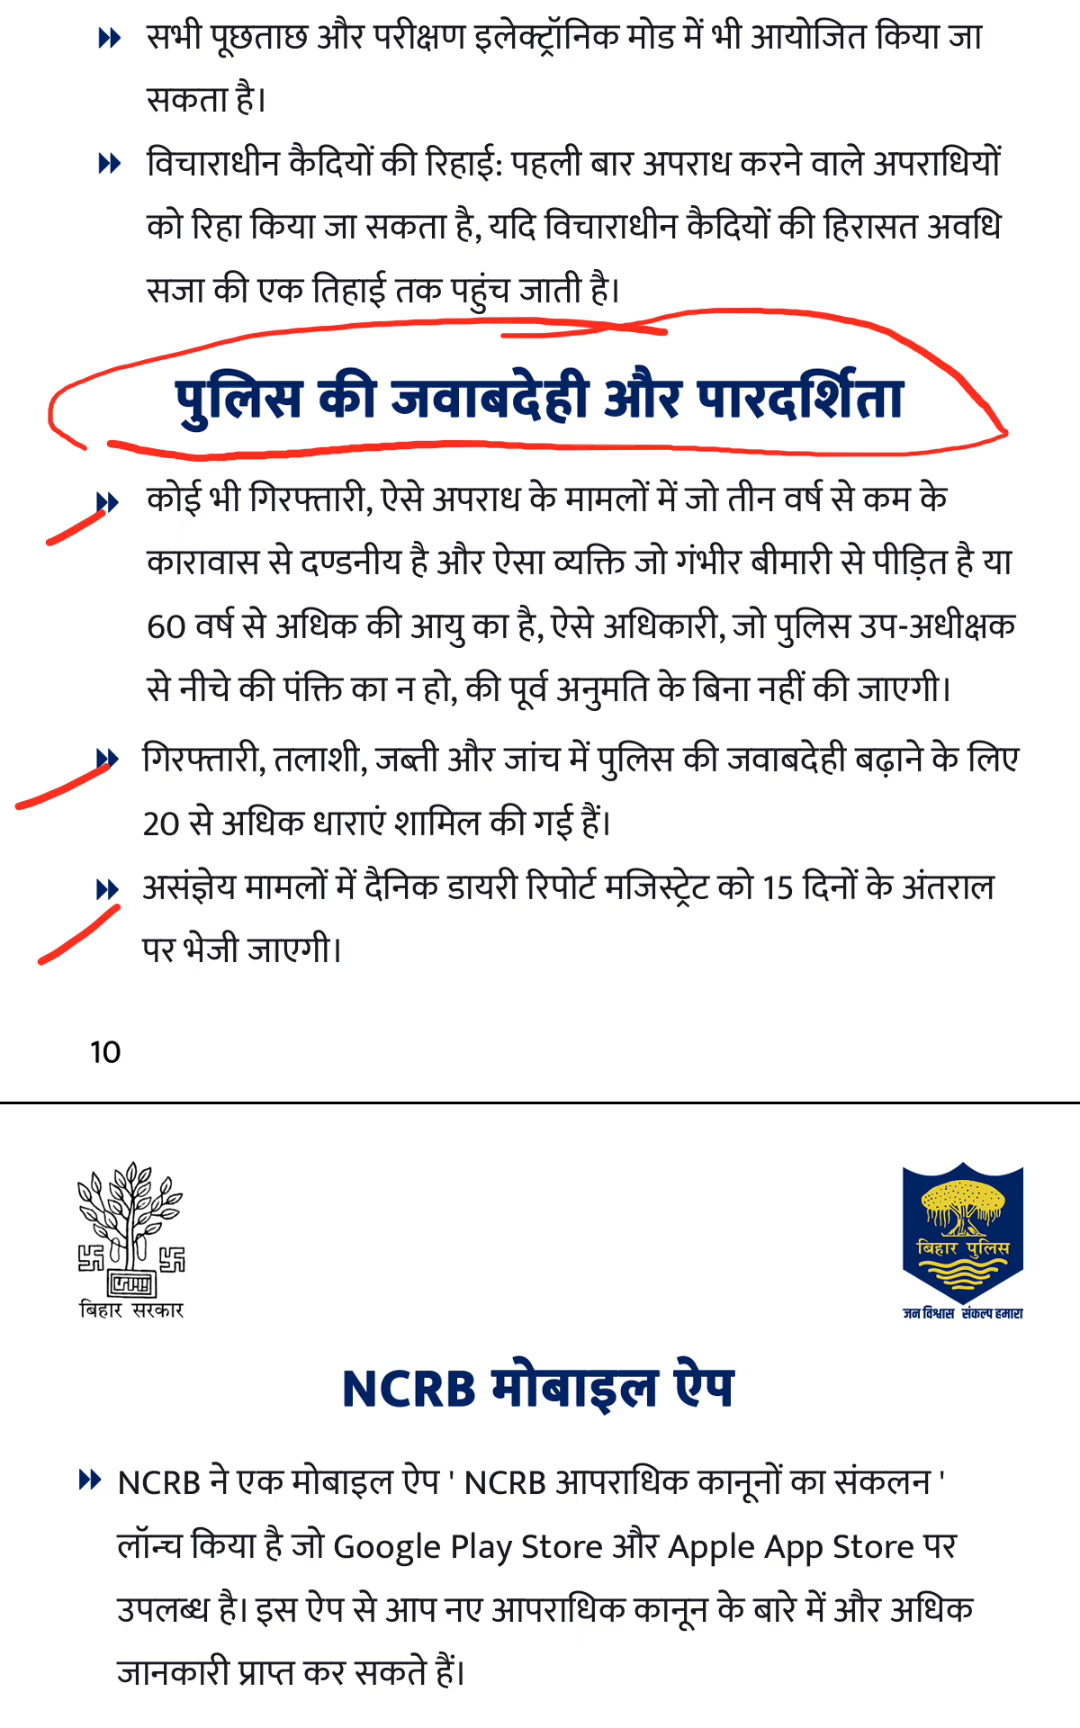 सभी पूछताछ और परीक्षण इलेक्ट्रॉनिक मोड में भी आयोजित किया जा
सकता है।
विचाराधीन कैदियों की रिहाई: पहली बार अपराध करने वाले अपराधियों
को रिहा किया जा सकता है, यदि विचाराधीन कैदियों की हिरासत अवधि
सजा की एक तिहाई तक पहुंच जाती है।
पुलिस की जवाबदेही और पारदर्शिता
कोई भी गिरफ्तारी, ऐसे अपराध के मामलों में जो तीन वर्ष से कम के
कारावास से दण्डनीय है और ऐसा व्यक्ति जो गंभीर बीमारी से पीड़ित है या
60 वर्ष से अधिक की आयु का है, ऐसे अधिकारी, जो पुलिस उप-अधीक्षक
से नीचे की पंक्ति का न हो, की पूर्व अनुमति के बिना नहीं की जाएगी।
गिरफ्तारी, तलाशी, जब्ती और जांच में पुलिस की जवाबदेही बढ़ाने के लिए
20 से अधिक धाराएं शामिल की गई हैं।
असंज्ञेय मामलों में दैनिक डायरी रिपोर्ट मजिस्ट्रेट को 15 दिनों के अंतराल
पर भेजी जाएगी।
10
बिहार सरकार
बिहार पुलिस
जन विश्वास संकल्प हमारा
NCRB मोबाइल ऐप
NCRB ने एक मोबाइल ऐप ' NCRB आपराधिक कानूनों का संकलन '
लॉन्च किया है जो Google Play Store और Apple App Store पर
उपलब्ध है। इस ऐप से आप नए आपराधिक कानून के बारे में और अधिक
जानकारी प्राप्त कर सकते हैं।